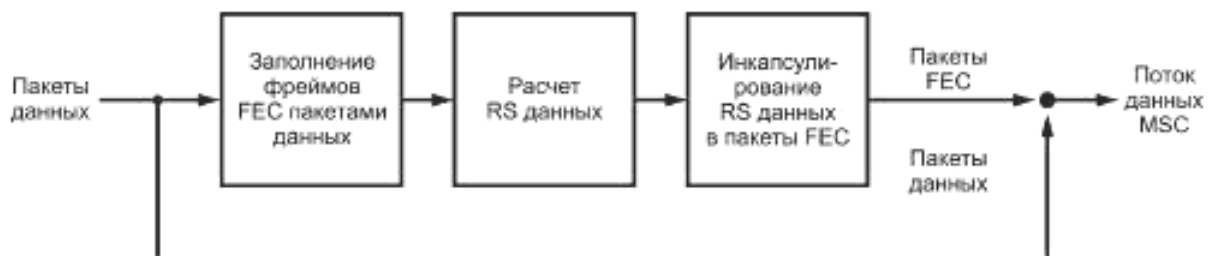 Пакеты
данных
Заполнение
фреймов
FEC пакетами
данных
Расчет
RS данных
Инкапсули-
рование
RS данных
в пакеты FEC
Пакеты
FEC
Пакеты
данных
Поток
данных
MSC